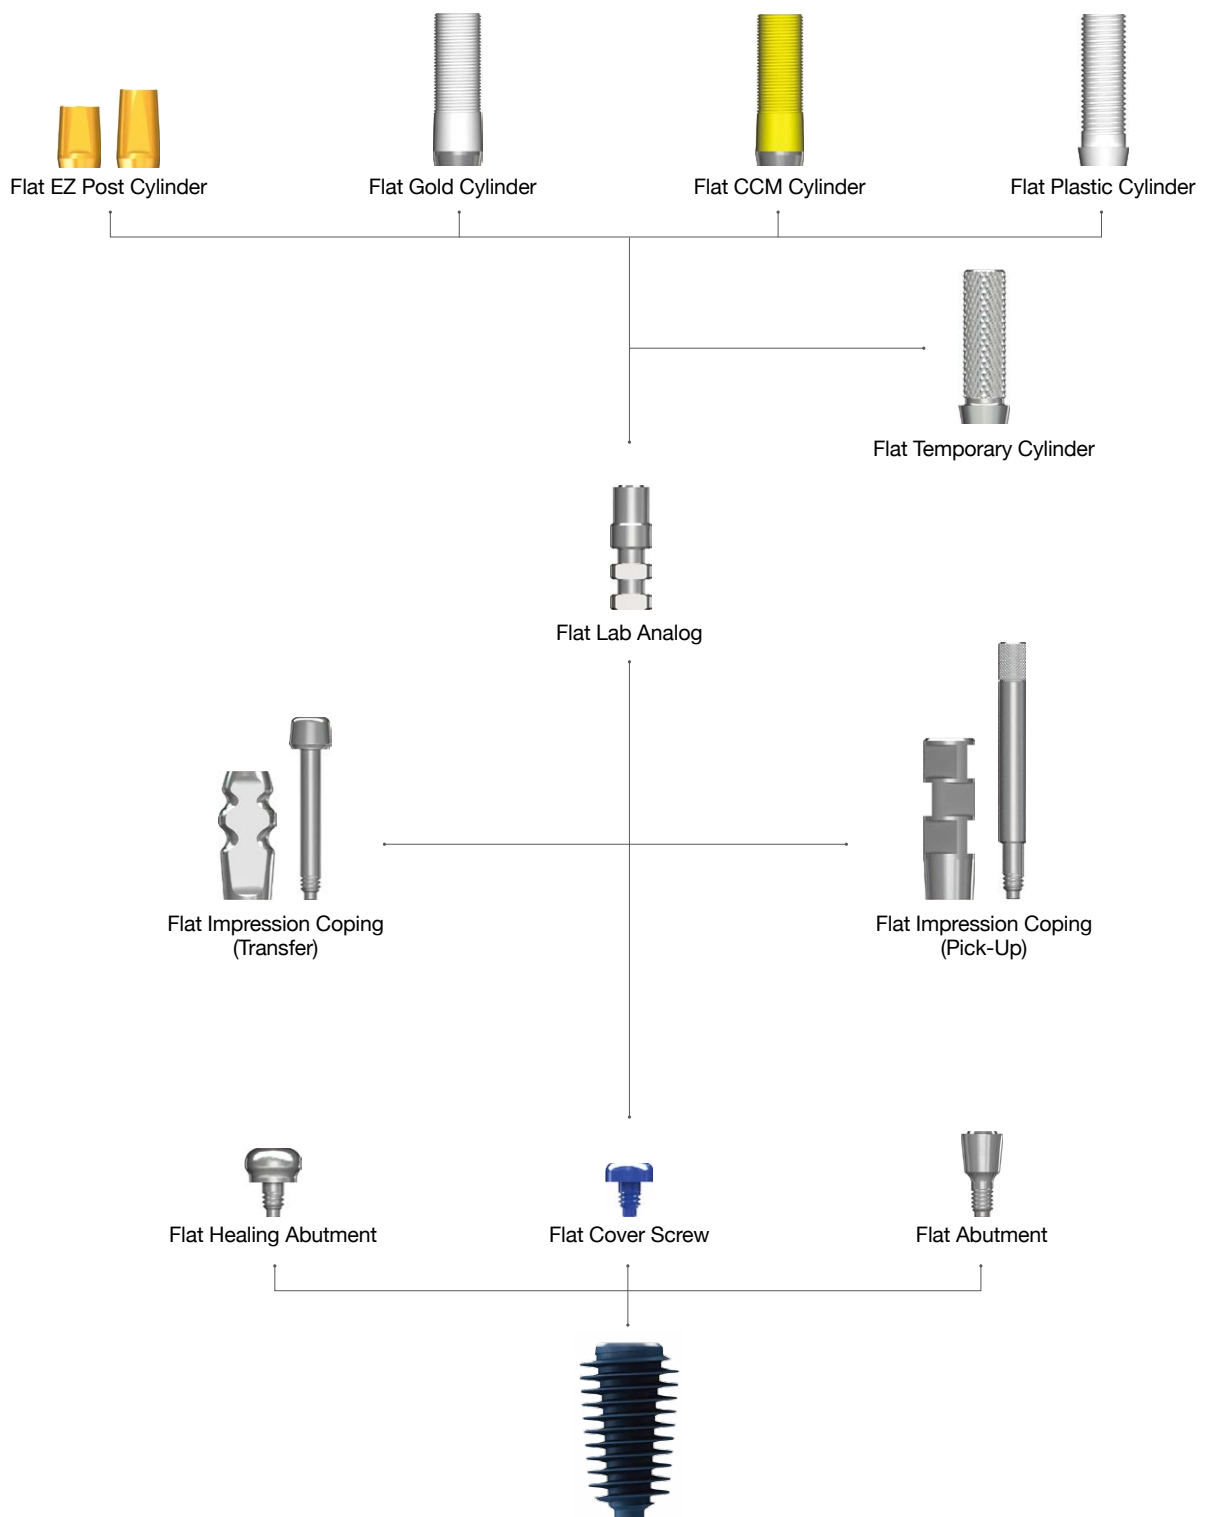 Flat EZ Post Cylinder
Flat Gold Cylinder
Flat CCM Cylinder
Flat Plastic Cylinder
Flat Temporary Cylinder
Flat Lab Analog
Flat Impression Coping
(Transfer)
Flat Impression Coping
(Pick-Up)
Flat Healing Abutment
Flat Cover Screw
Flat Abutment